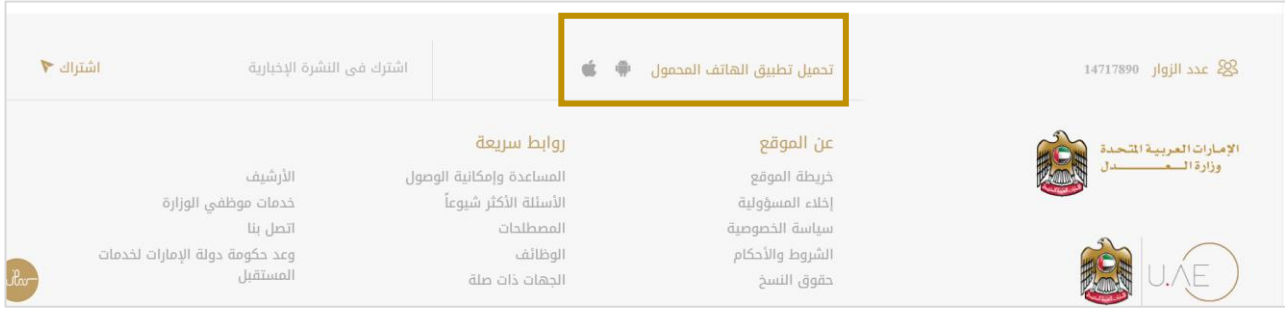 عدد الزوار 14717890
تحميل تطبيق الهاتف المحمول
اشترك في النشرة الإخبارية
اشتراك
الإمارات العربية المتحدة
وزارة الـعـــــدل
U.AE
عن الموقع
خريطة الموقع
إخلاء المسؤولية
سياسة الخصوصية
الشروط والأحكام
حقوق النسخ
روابط سريعة
المساعدة وإمكانية الوصول
الأسئلة الأكثر شيوعاً
المصطلحات
الوظائف
الجهات ذات صلة
الأرشيف
خدمات موظفي الوزارة
اتصل بنا
وعد حكومة دولة الإمارات لخدمات
المستقبل